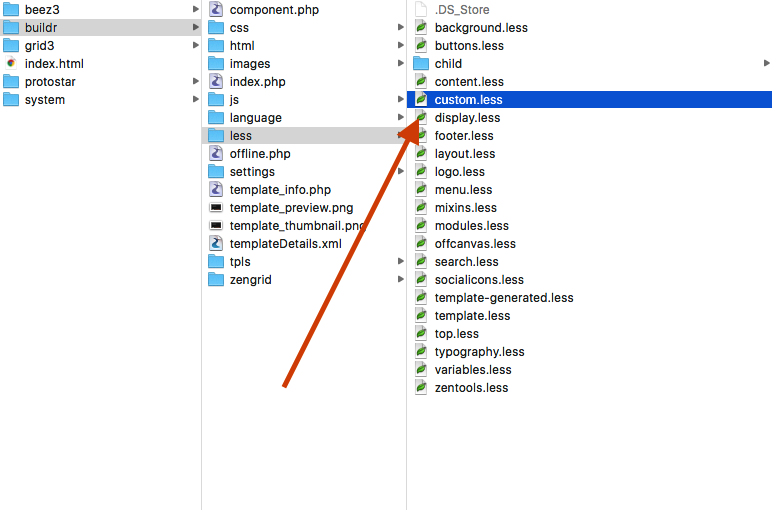 beez3
buildr
grid3
index.html
protostar
system
component.php
css
html
images
index.php
js
language
less
offline.php
settings
template_info.php
template_preview.png
template_thumbnail.png
templateDetails.xml
tpls
zengrid
.DS_Store
background.less
buttons.less
child
content.less
custom.less
display.less
footer.less
layout.less
logo.less
menu.less
mixins.less
modules.less
offcanvas.less
search.less
socialicons.less
template-generated.less
template.less
top.less
typography.less
variables.less
zentools.less